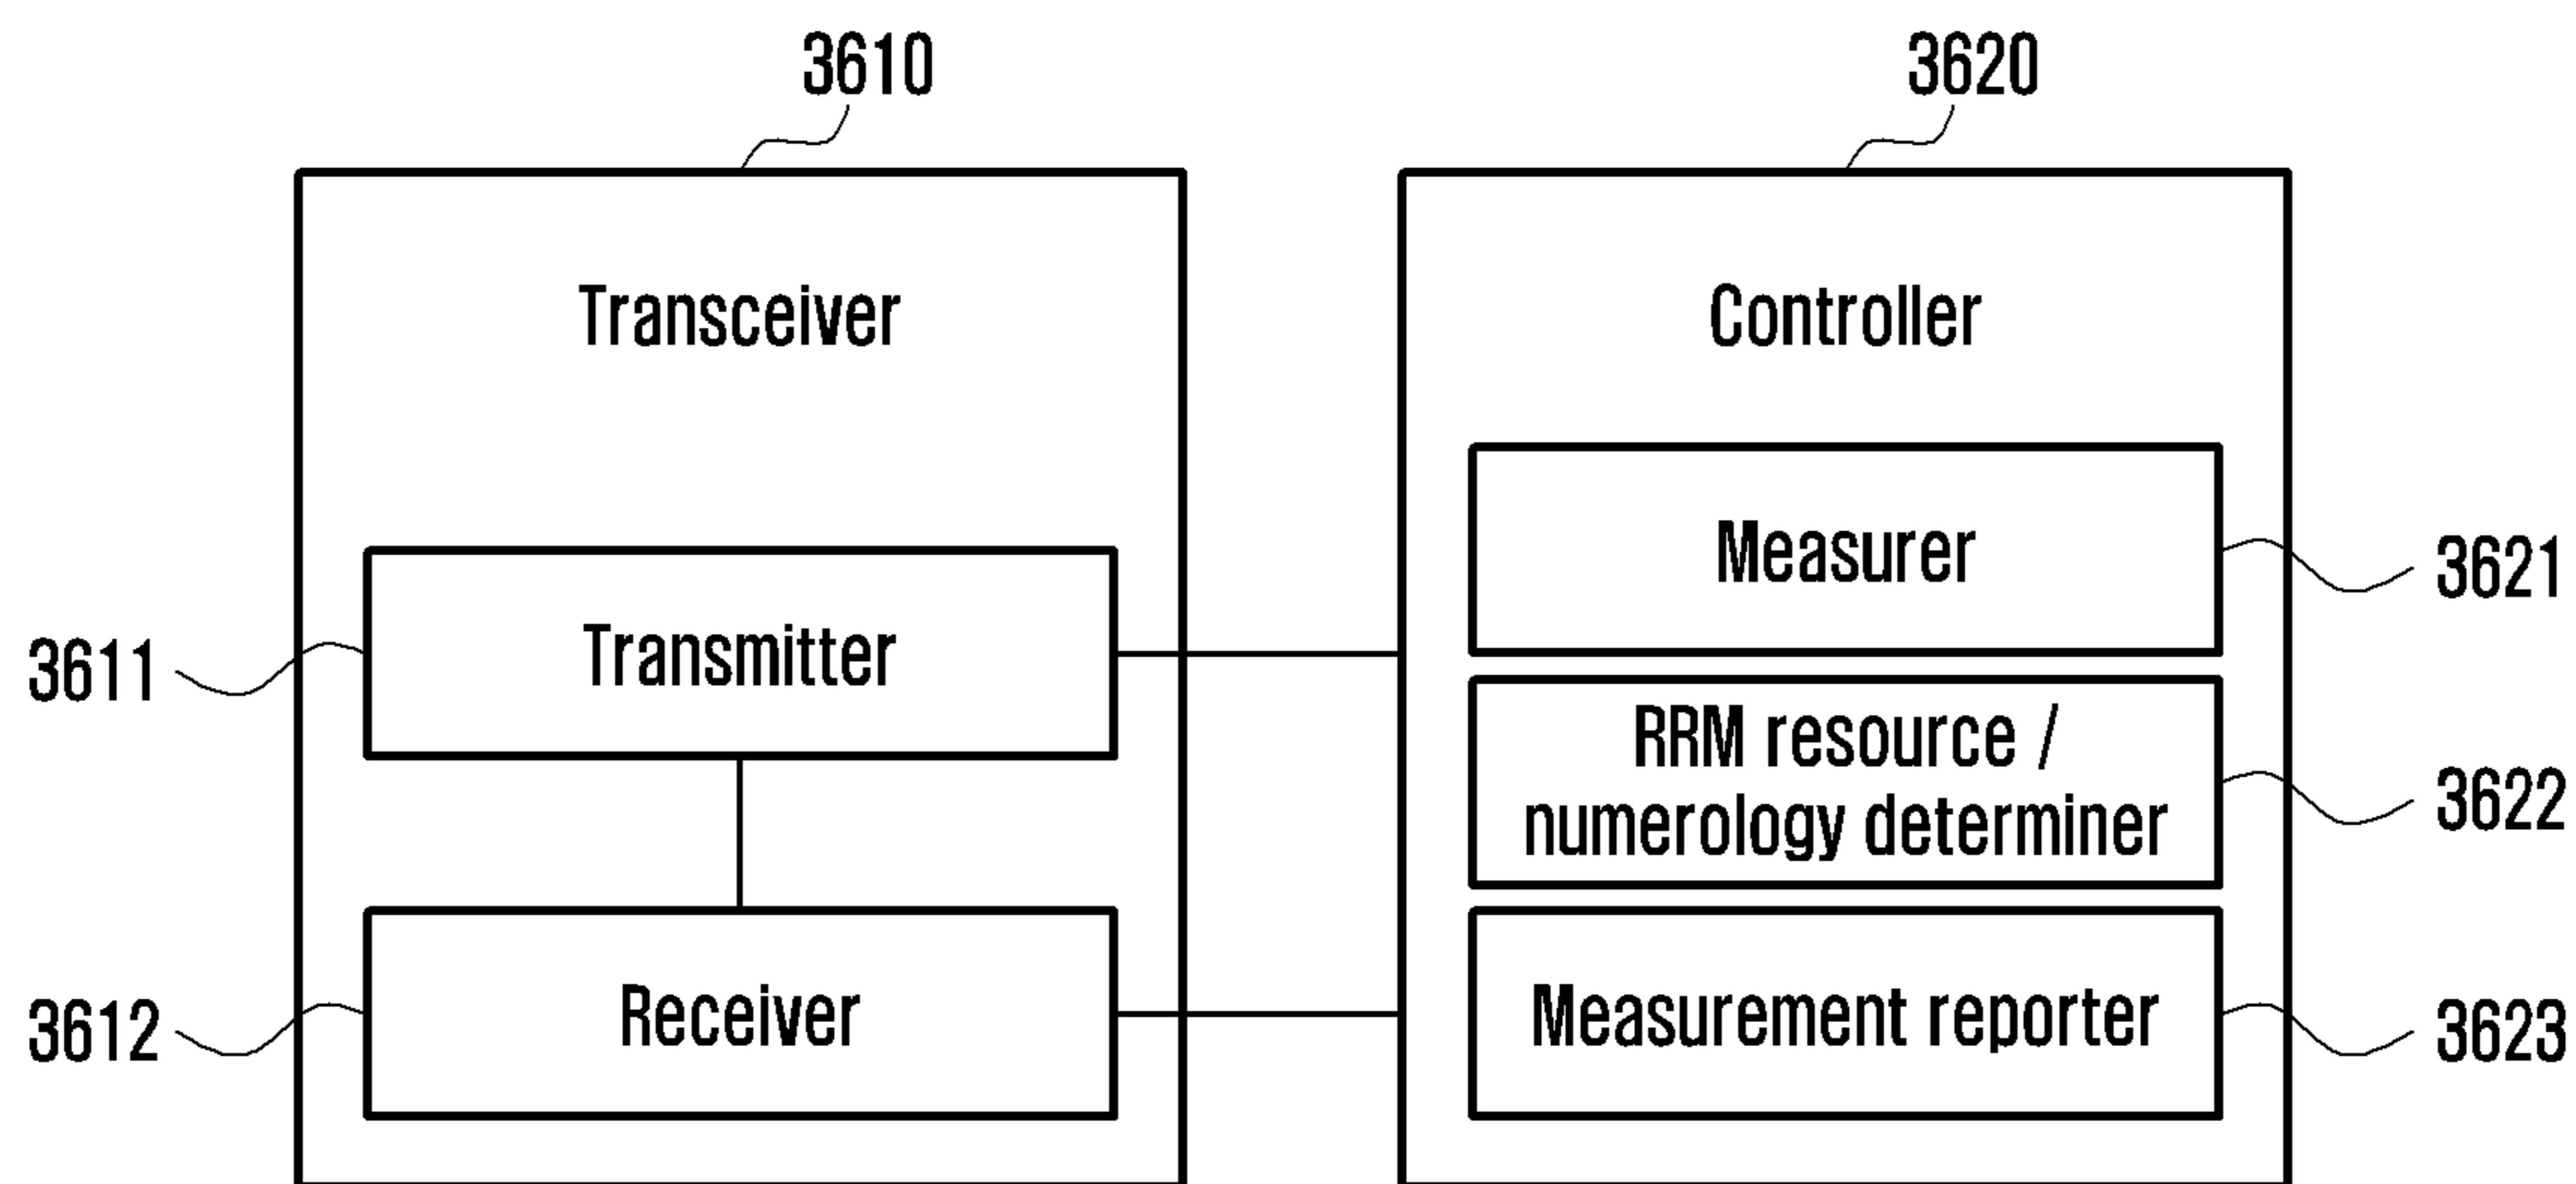 3610
3620
Transceiver
Controller
Measurer
3621
Transmitter
3611
RRM resource /
numerology determiner
3622
Receiver
3612
Measurement reporter
3623